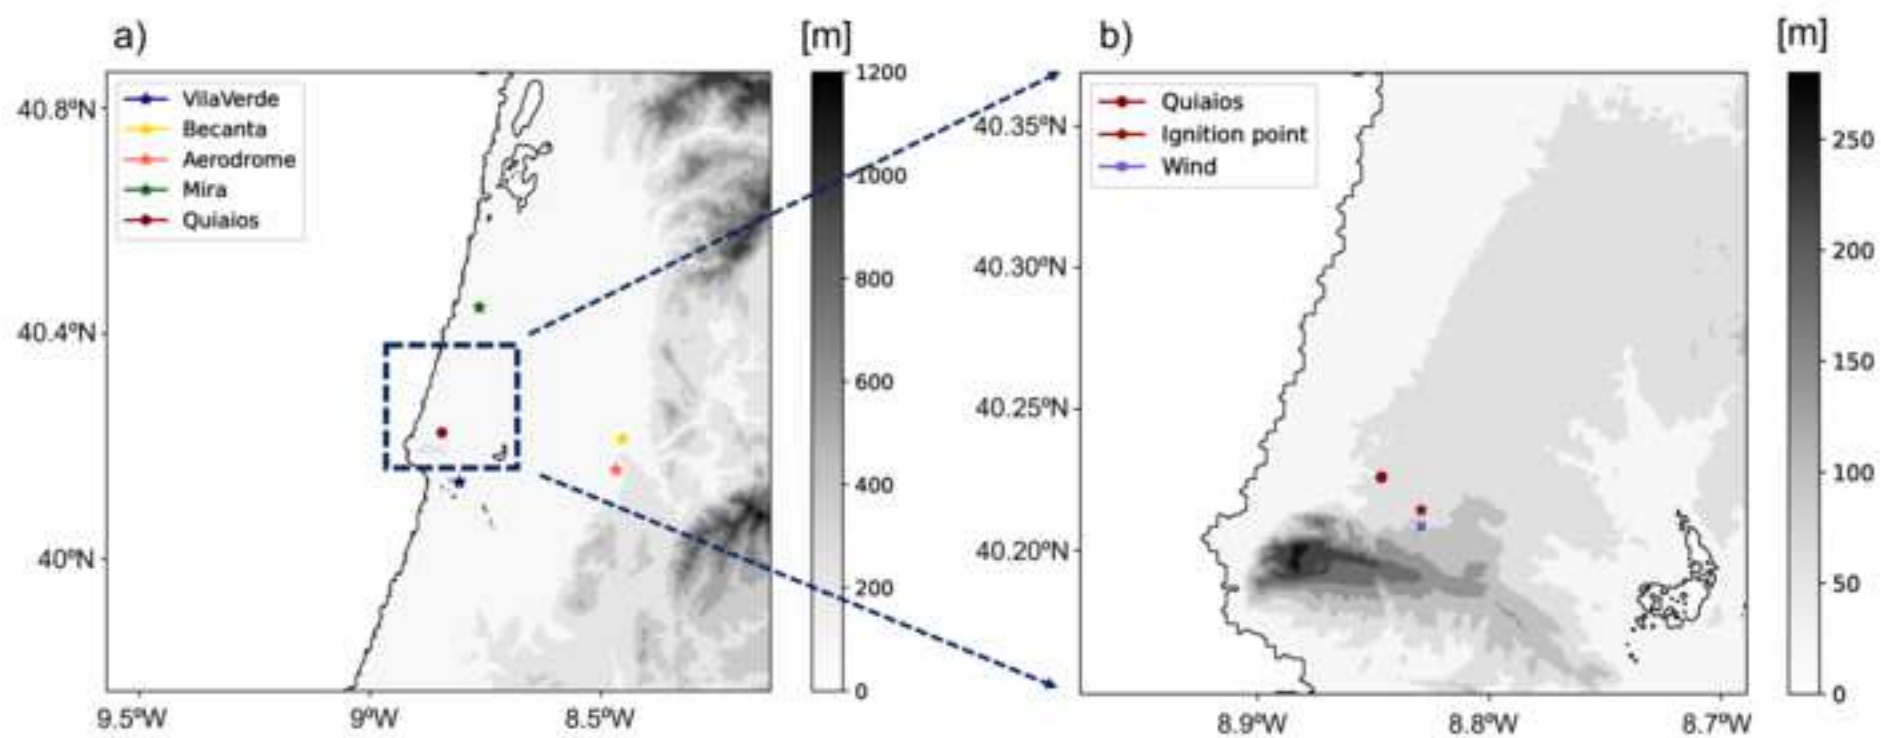 a)
[m]
VilaVerde
Becanta
Aerodrome
Mira
Quiaios
40.8ºN
40.4ºN
40ºN
9.5ºW
9ºW
8.5ºW
1200
1000
800
600
400
200
0
b)
[m]
Quiaios
Ignition point
Wind
40.35ºN
40.30ºN
40.25ºN
40.20ºN
8.9ºW
8.8ºW
8.7ºW
250
200
150
100
50
0